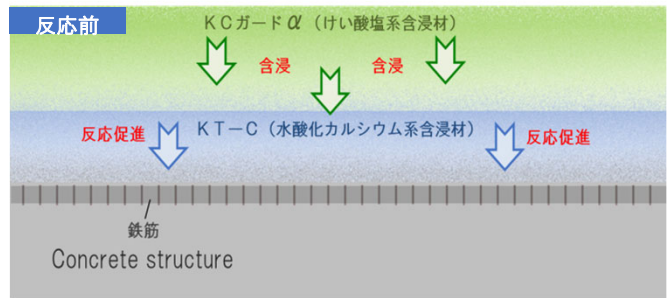 反応前
KCガードα(けい酸塩系含浸材)
含浸 含浸
反応促進 KT-C(水酸化カルシウム系含浸材) 反応促進
鉄筋
Concrete structure